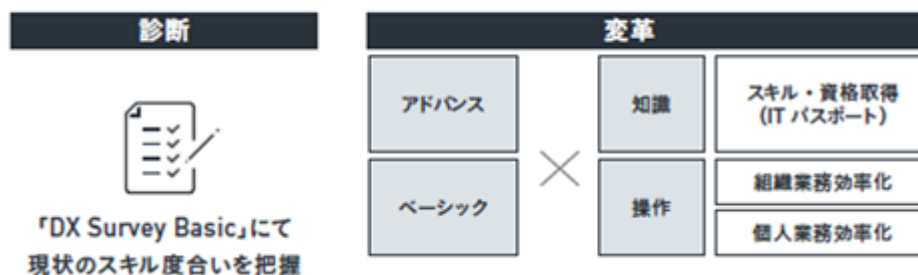 診断
「DX Survey Basic」にて
現状のスキル度合いを把握
変革
アドバンス
ベーシック
知識
操作
スキル・資格取得
(IT パスポート)
組織業務効率化
個人業務効率化